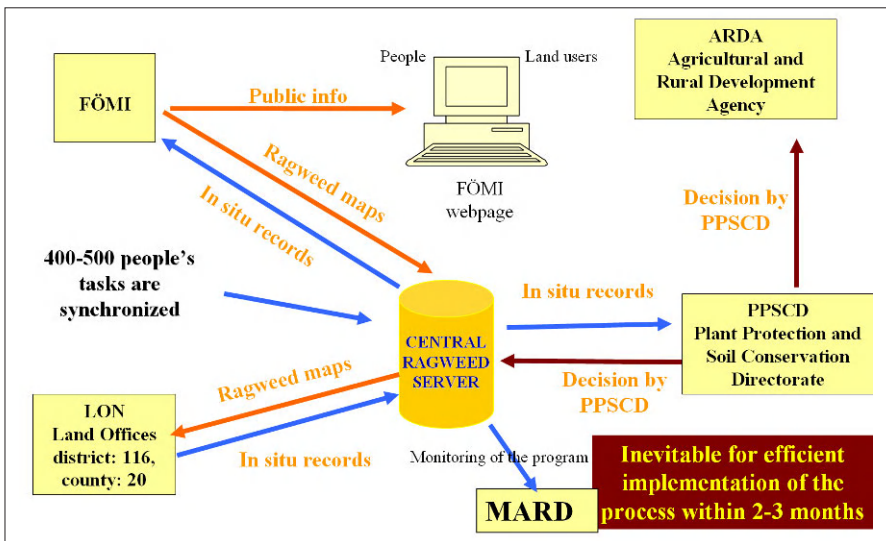 People
Land users
FÖMI
Public info
FÖMI
webpage
ARDA
Agricultural and
Rural Development
Agency
Ragweed maps
In situ records
Decision by
PPSCD
400-500 people's
tasks are
synchronized
In situ records
CENTRAL
RAGWEED
SERVER
PPSCD
Plant Protection and
Soil Conservation
Directorate
Decision by
PPSCD
Ragweed maps
LON
Land Offices
district: 116,
county: 20
In situ records
Monitoring of the program
MARD
Inevitable for efficient
implementation of the
process within 2-3 months